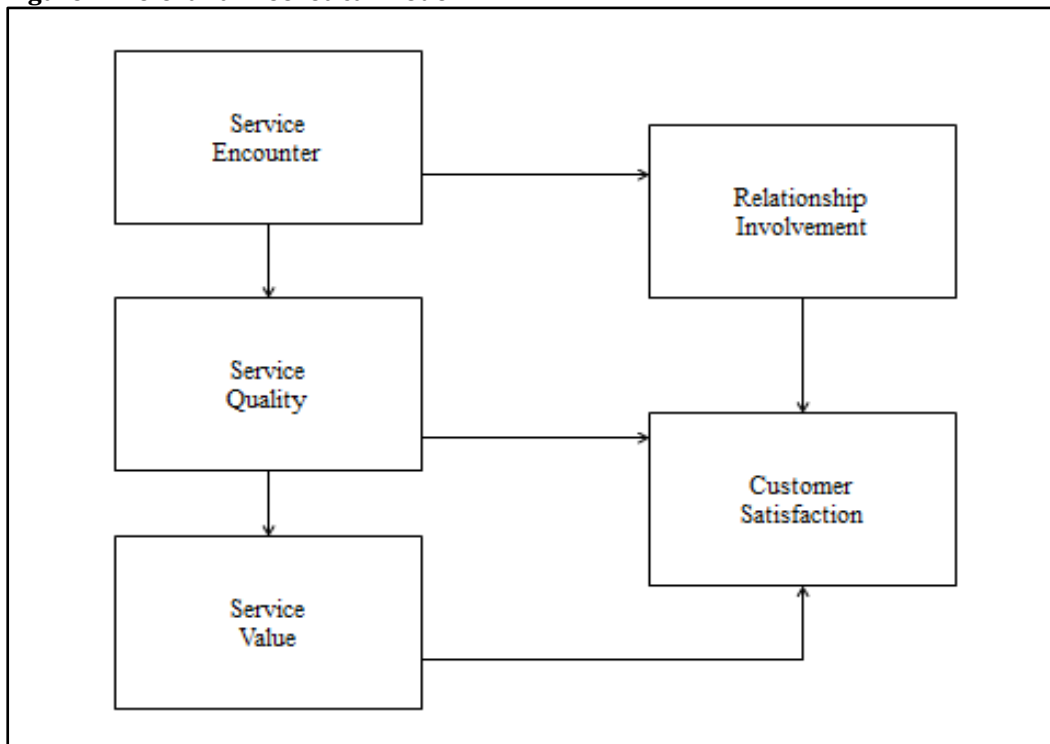 Service
Encounter
Relationship
Involvement
Service
Quality
Customer
Satisfaction
Service
Value